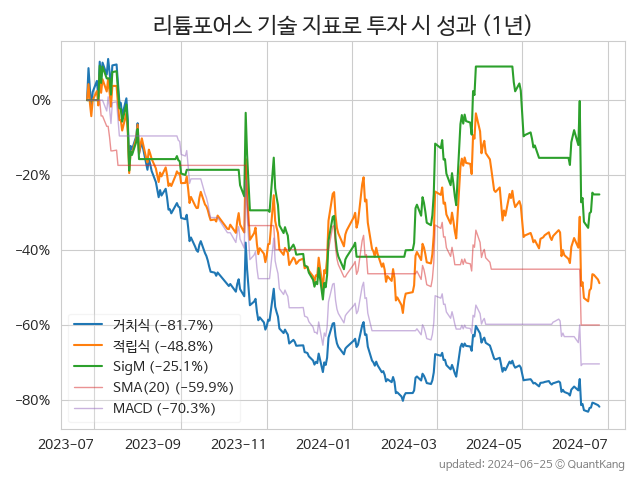 리튬포어스 기술 지표로 투자 시 성과 (1년)
0%
−20%
−40%
−60%
−80%
거치식 (−81.7%)
적립식 (−48.8%)
SigM (−25.1%)
SMA(20) (−59.9%)
MACD (−70.3%)
2023-07 2023-09 2023-11 2024-01 2024-03 2024-05 2024-07
updated: 2024-06-25 © QuantKang